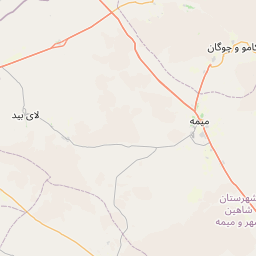 کامو و چوگان
لای بید
میمه
شهرستان
شاهین
شهر و میمه